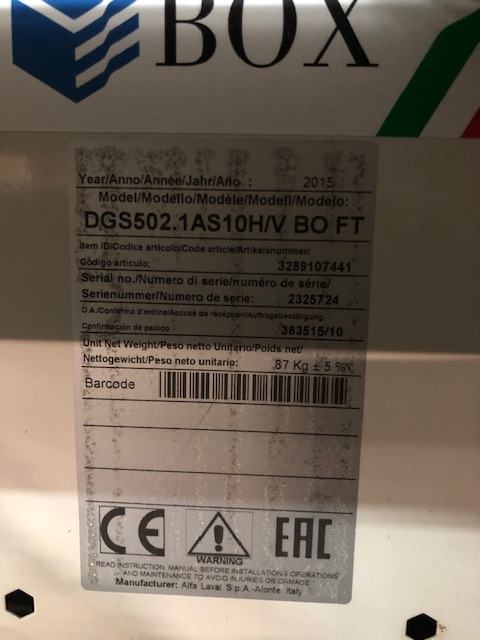 BOX
Year/Anno/Année/Jahr/Año : 2015
Model/Modello/Modèle/Modell/Modelo:
DGS502.1AS10H/V BO FT
Item ID/Codice articolo/Code article/Artikelsnummer/
Código articulo: 3289107441
Serial no./Numero di serie/numéro de série/
Serienummer/Numero de serie: 2325724
O.A./Conferma d'ordine/Accusé de réception/Auftragsbestätigung
Confirmación de pedido 383515/10
Unit Net Weight/Peso netto Unitario/Poids net/
Nettogewicht/Peso neto unitario: 87 Kg ± 5 %
Barcode
CE
EAC
WARNING
READ INSTRUCTION MANUAL BEFORE INSTALLATIONS OPERATIONS
AND MAINTENANCE TO AVOID INJURIES OR DAMAGE
Manufacturer: Alfa Laval S.p.A.-Alonte, Italy